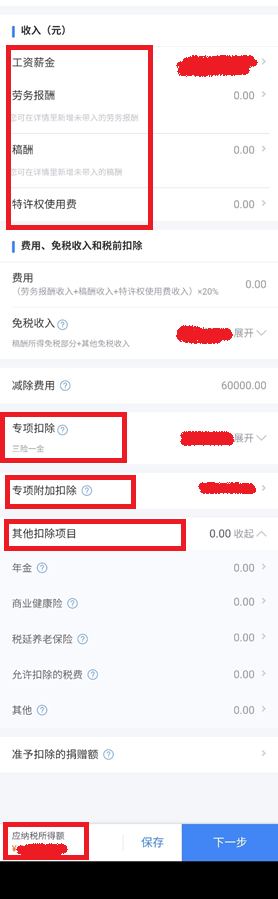 收入（元）
工资薪金
劳务报酬 0.00
您可在详情里新增未带入的劳务报酬
稿酬 0.00
您可在详情里新增未带入的稿酬
特许权使用费 0.00
费用、免税收入和税前扣除
费用 0.00
（劳务报酬收入+稿酬收入+特许权使用费收入）×20%
免税收入 展开
稿酬所得免税部分+其他免税收入
减除费用 60000.00
专项扣除 展开
三险一金
专项附加扣除
其他扣除项目 0.00 收起
年金 0.00
商业健康险 0.00
税延养老保险 0.00
允许扣除的税费 0.00
其他 0.00
准予扣除的捐赠额
应纳税所得额
¥
保存
下一步